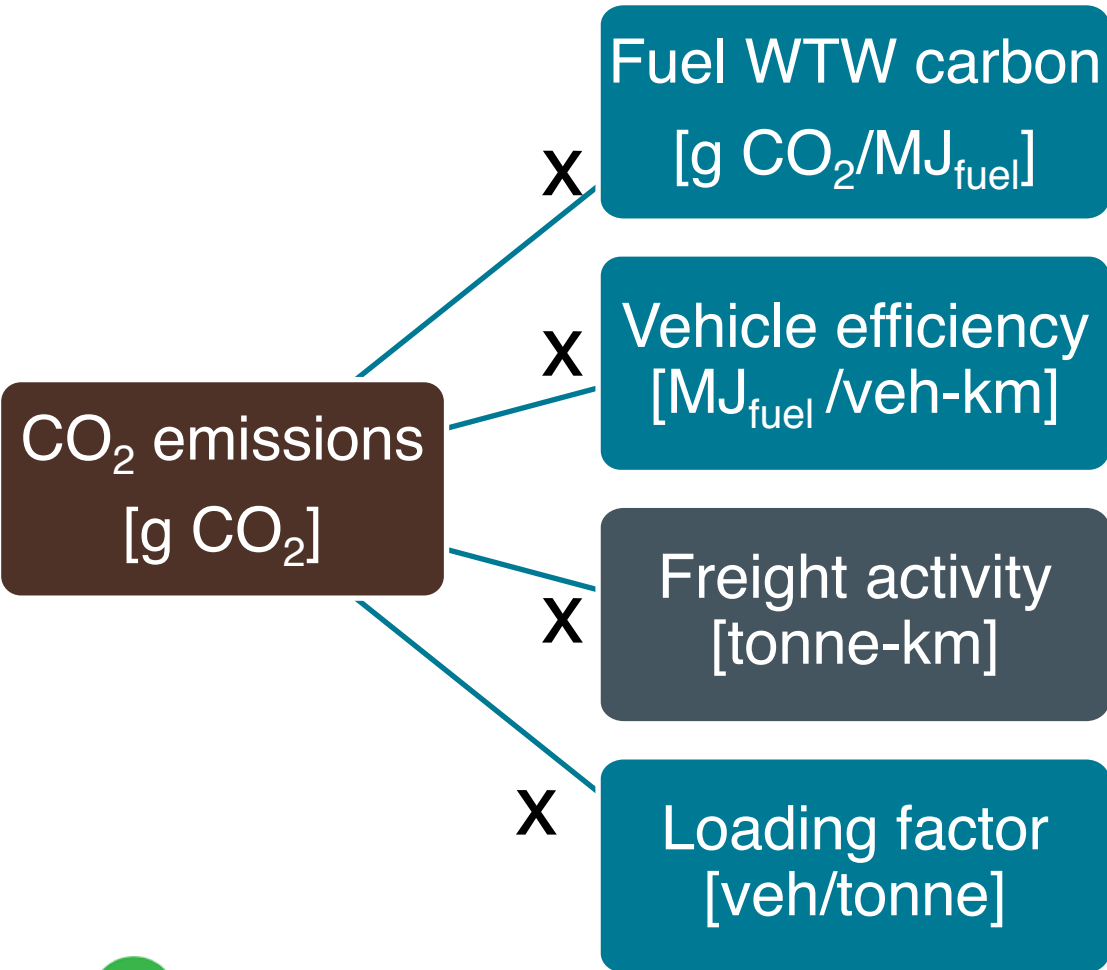 Fuel WTW carbon
[g CO₂/MJfuel]
X
Vehicle efficiency
[MJfuel /veh-km]
X
CO₂ emissions
[g CO₂]
Freight activity
[tonne-km]
X
Loading factor
[veh/tonne]
X